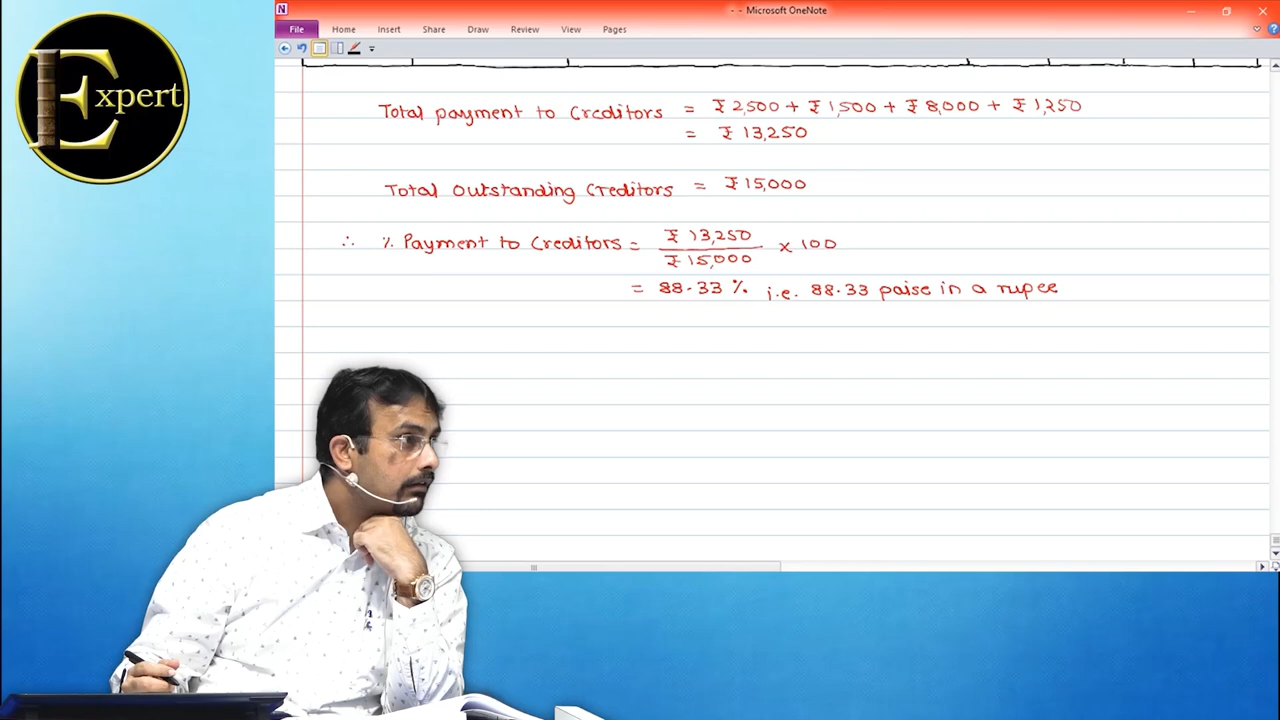 Expert
- - Microsoft OneNote
File Home Insert Share Draw Review View Pages
Total payment to Creditors = ₹ 2,500 + ₹ 1,500 + ₹ 8,000 + ₹ 1,250
= ₹ 13,250
Total Outstanding Creditors = ₹ 15,000
∴ % Payment to Creditors = ₹ 13,250 / ₹ 15,000 × 100
= 88.33 % i.e. 88.33 paise in a rupee